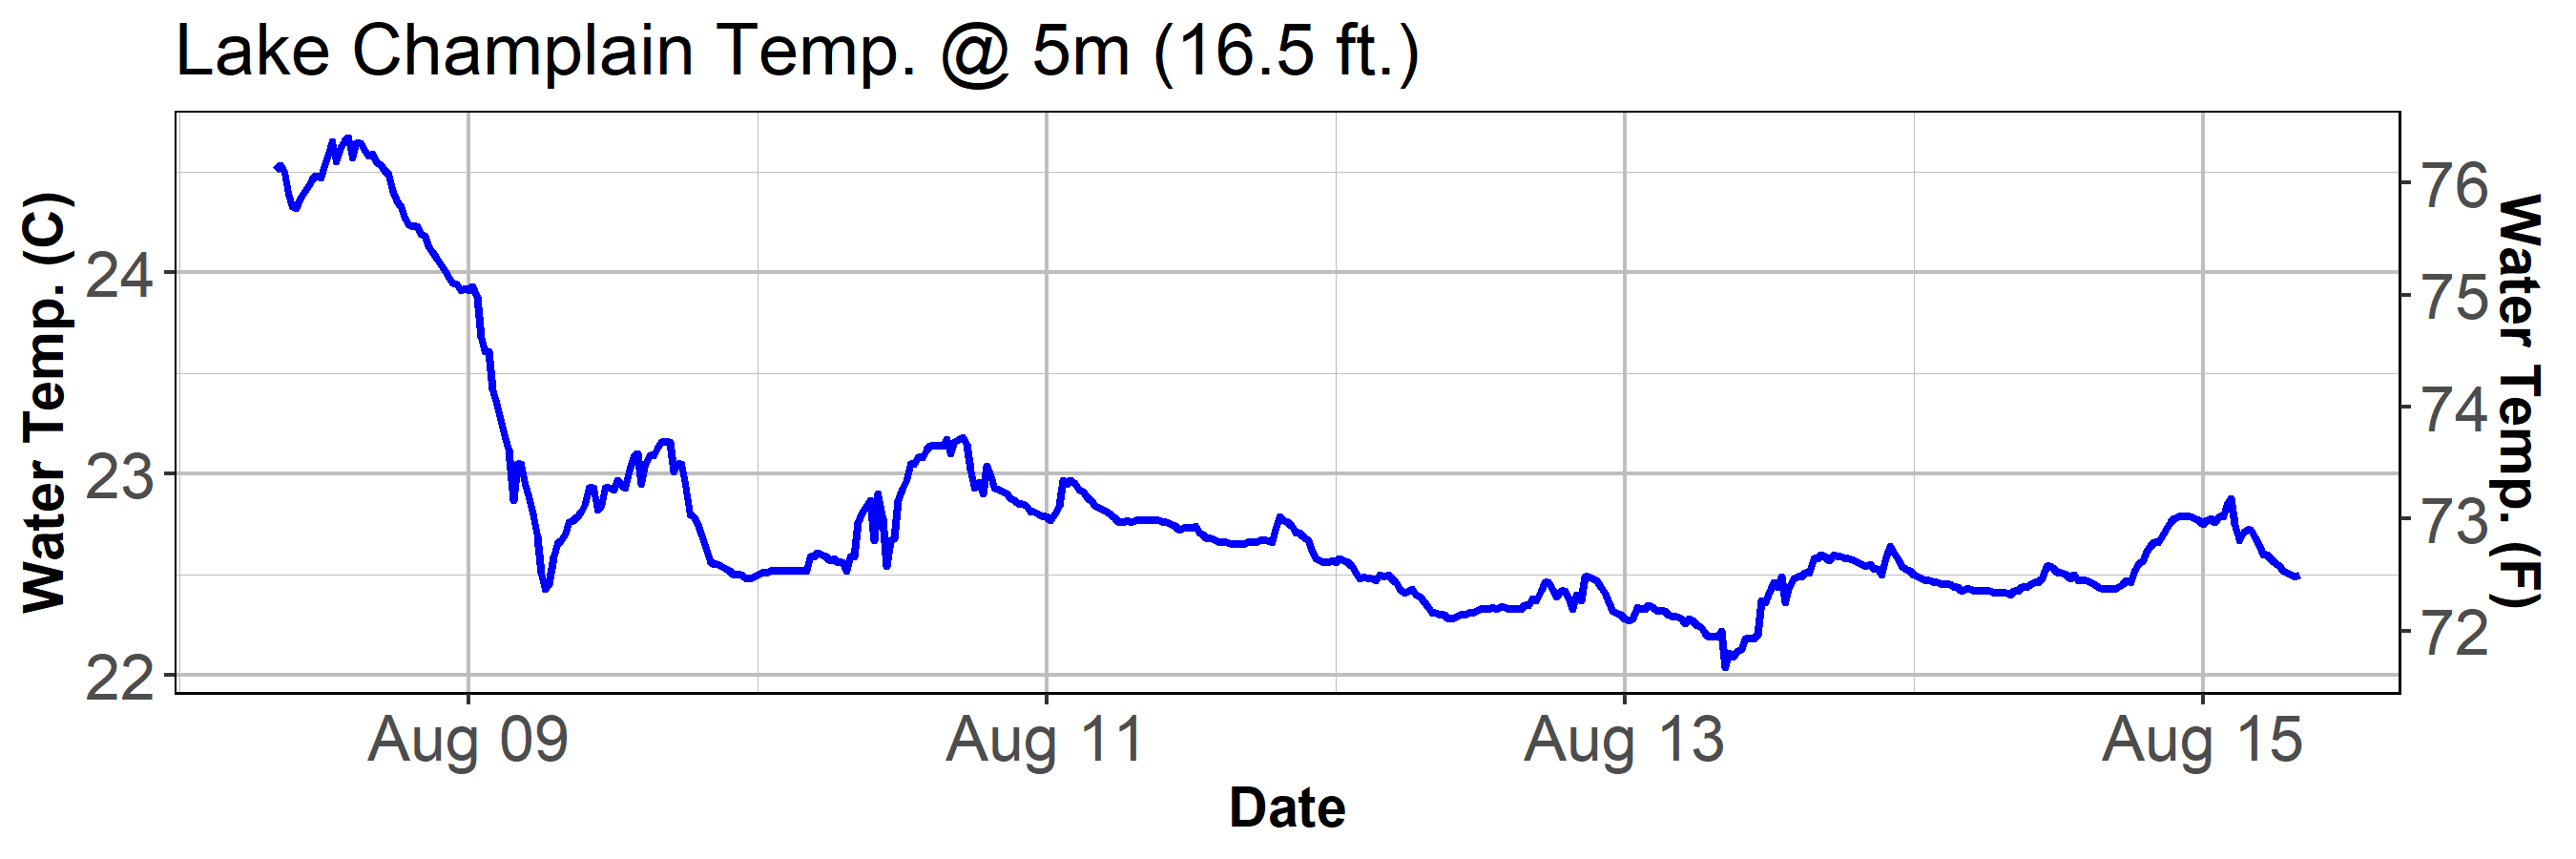 Lake Champlain Temp. @ 5m (16.5 ft.)
Water Temp. (C)
24
23
22
76
75
74
73
72
Water Temp. (F)
Aug 09
Aug 11
Aug 13
Aug 15
Date